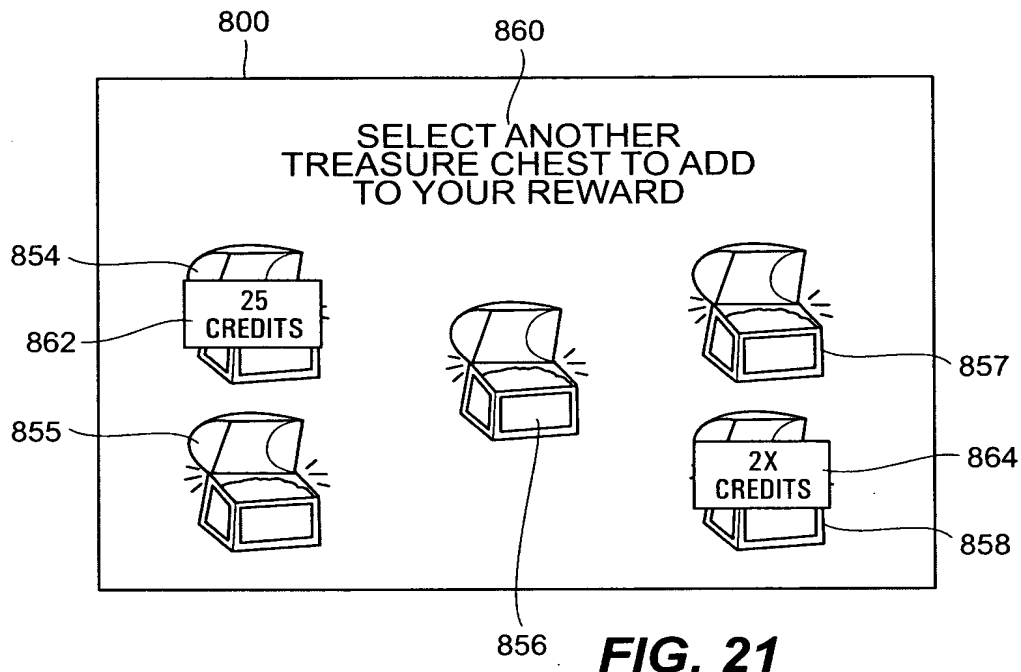 800
860
SELECT ANOTHER
TREASURE CHEST TO ADD
TO YOUR REWARD
854
25
CREDITS
862
857
855
2X
CREDITS
864
858
856
FIG. 21